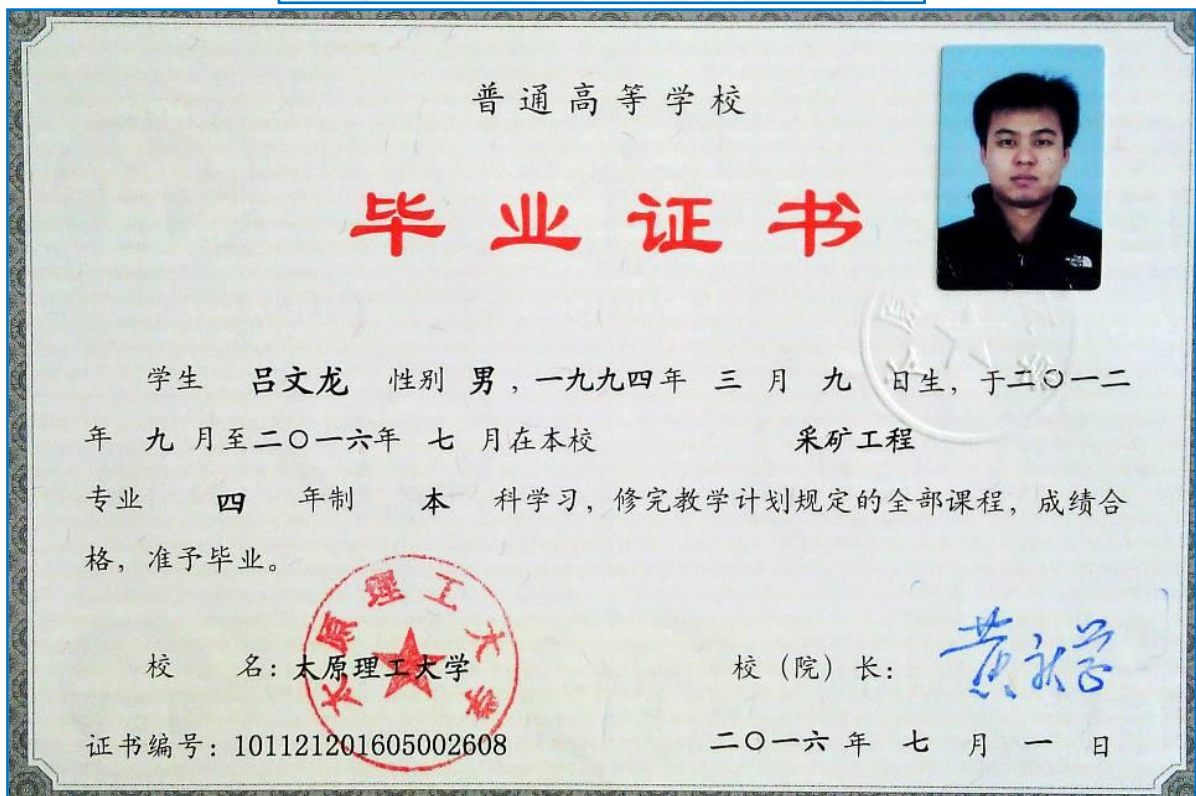 普通高等学校
毕业证书
学生 吕文龙 性别 男，一九九四年 三 月 九 日生，于二〇一二
年 九 月至二〇一六年 七 月在本校 采矿工程
专业 四 年制 本 科学习，修完教学计划规定的全部课程，成绩合
格，准予毕业。
太原理工大学
校 名：太原理工大学 校（院）长：
证书编号：101121201605002608 二〇一六 年 七 月 一 日